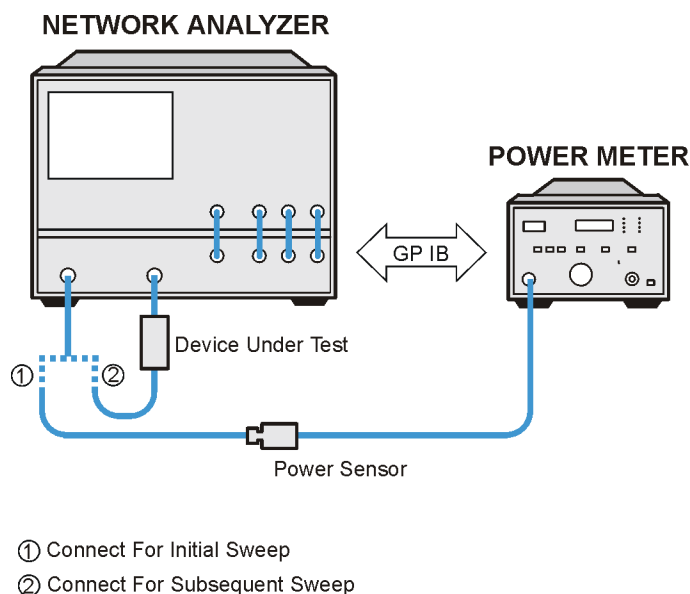 NETWORK ANALYZER
POWER METER
GP IB
Device Under Test
① ②
Power Sensor
① Connect For Initial Sweep
② Connect For Subsequent Sweep